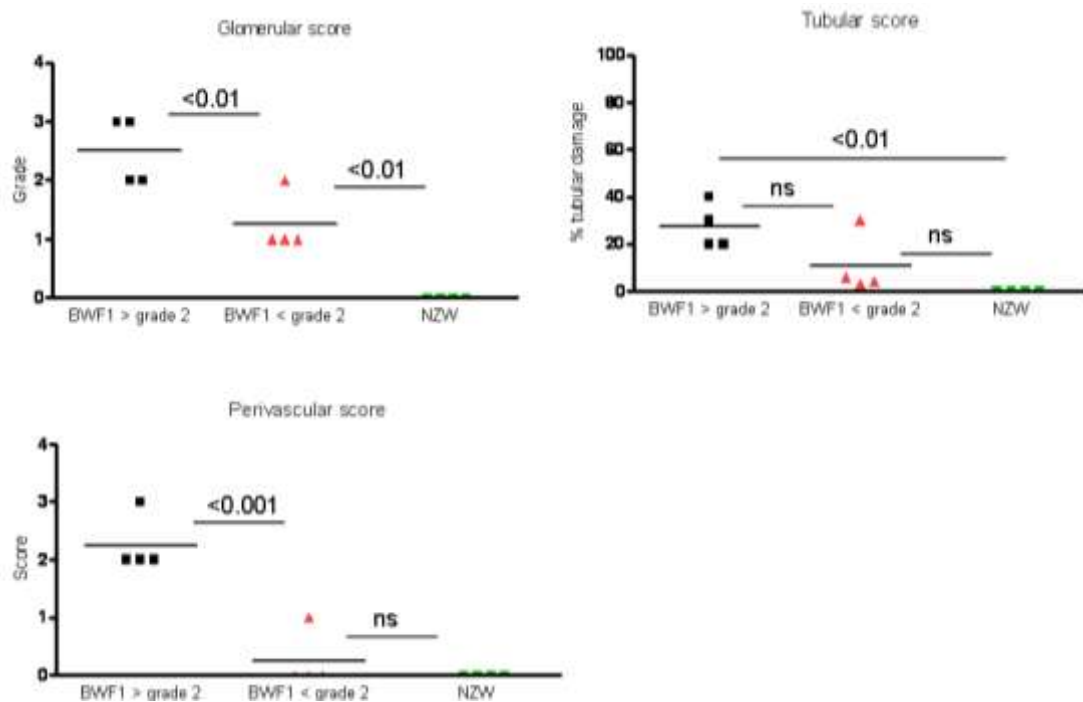 Glomerular score
4
3
2
1
0
Grade
<0.01
<0.01
BWF1 > grade 2
BWF1 < grade 2
NZW
Tubular score
100
80
60
40
20
0
% tubular damage
<0.01
ns
ns
BWF1 > grade 2
BWF1 < grade 2
NZW
Perivascular score
4
3
2
1
0
Score
<0.001
ns
BWF1 > grade 2
BWF1 < grade 2
NZW